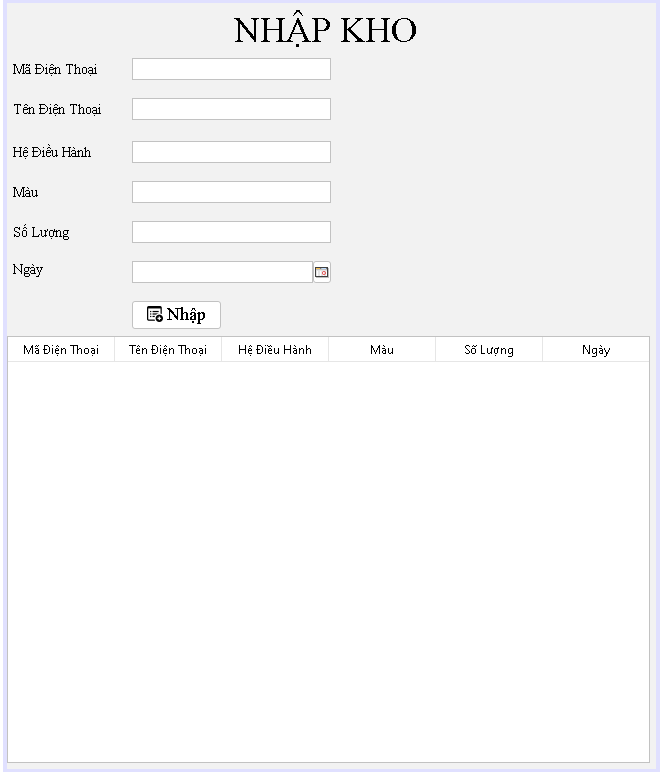 NHẬP KHO
Mã Điện Thoại
Tên Điện Thoại
Hệ Điều Hành
Màu
Số Lượng
Ngày
Nhập
Mã Điện Thoại Tên Điện Thoại Hệ Điều Hành Màu Số Lượng Ngày